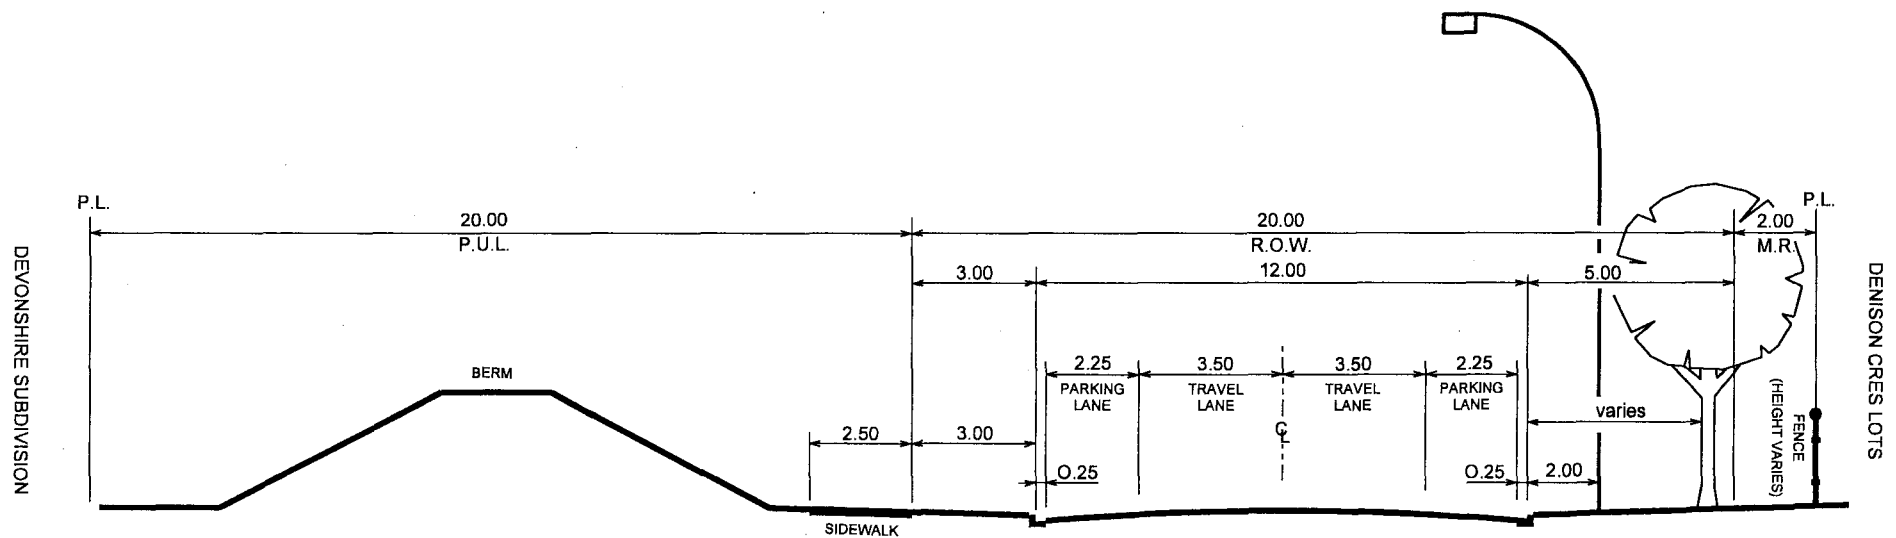 P.L.
20.00
P.U.L.
20.00
R.O.W.
2.00
M.R.
P.L.
3.00
12.00
5.00
DEVONSHIRE SUBDIVISION
BERM
2.25
PARKING
LANE
3.50
TRAVEL
LANE
3.50
TRAVEL
LANE
2.25
PARKING
LANE
CL
varies
2.50
3.00
0.25
0.25
2.00
SIDEWALK
FENCE
(HEIGHT VARIES)
DENISON CRES LOTS